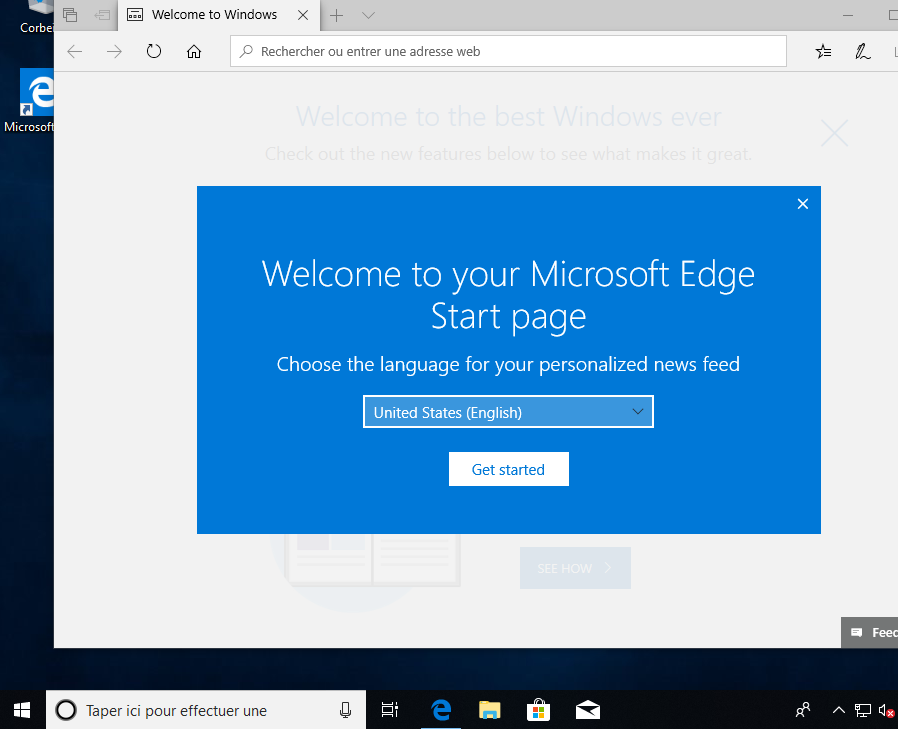 Corbei
Microsoft
Welcome to Windows
Rechercher ou entrer une adresse web
Welcome to the best Windows ever
Check out the new features below to see what makes it great.
Welcome to your Microsoft Edge
Start page
Choose the language for your personalized news feed
United States (English)
Get started
SEE HOW
Feed
Taper ici pour effectuer une